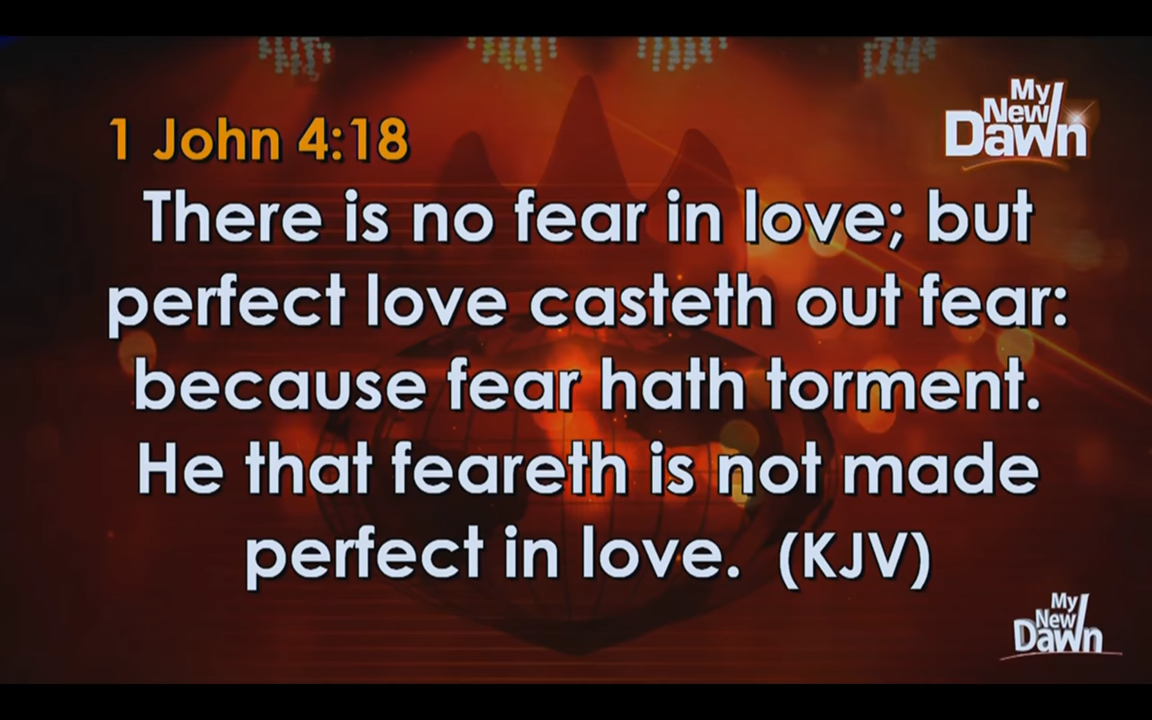 My
New
Dawn
1 John 4:18
There is no fear in love; but
perfect love casteth out fear:
because fear hath torment.
He that feareth is not made
perfect in love. (KJV)
My
New
Dawn